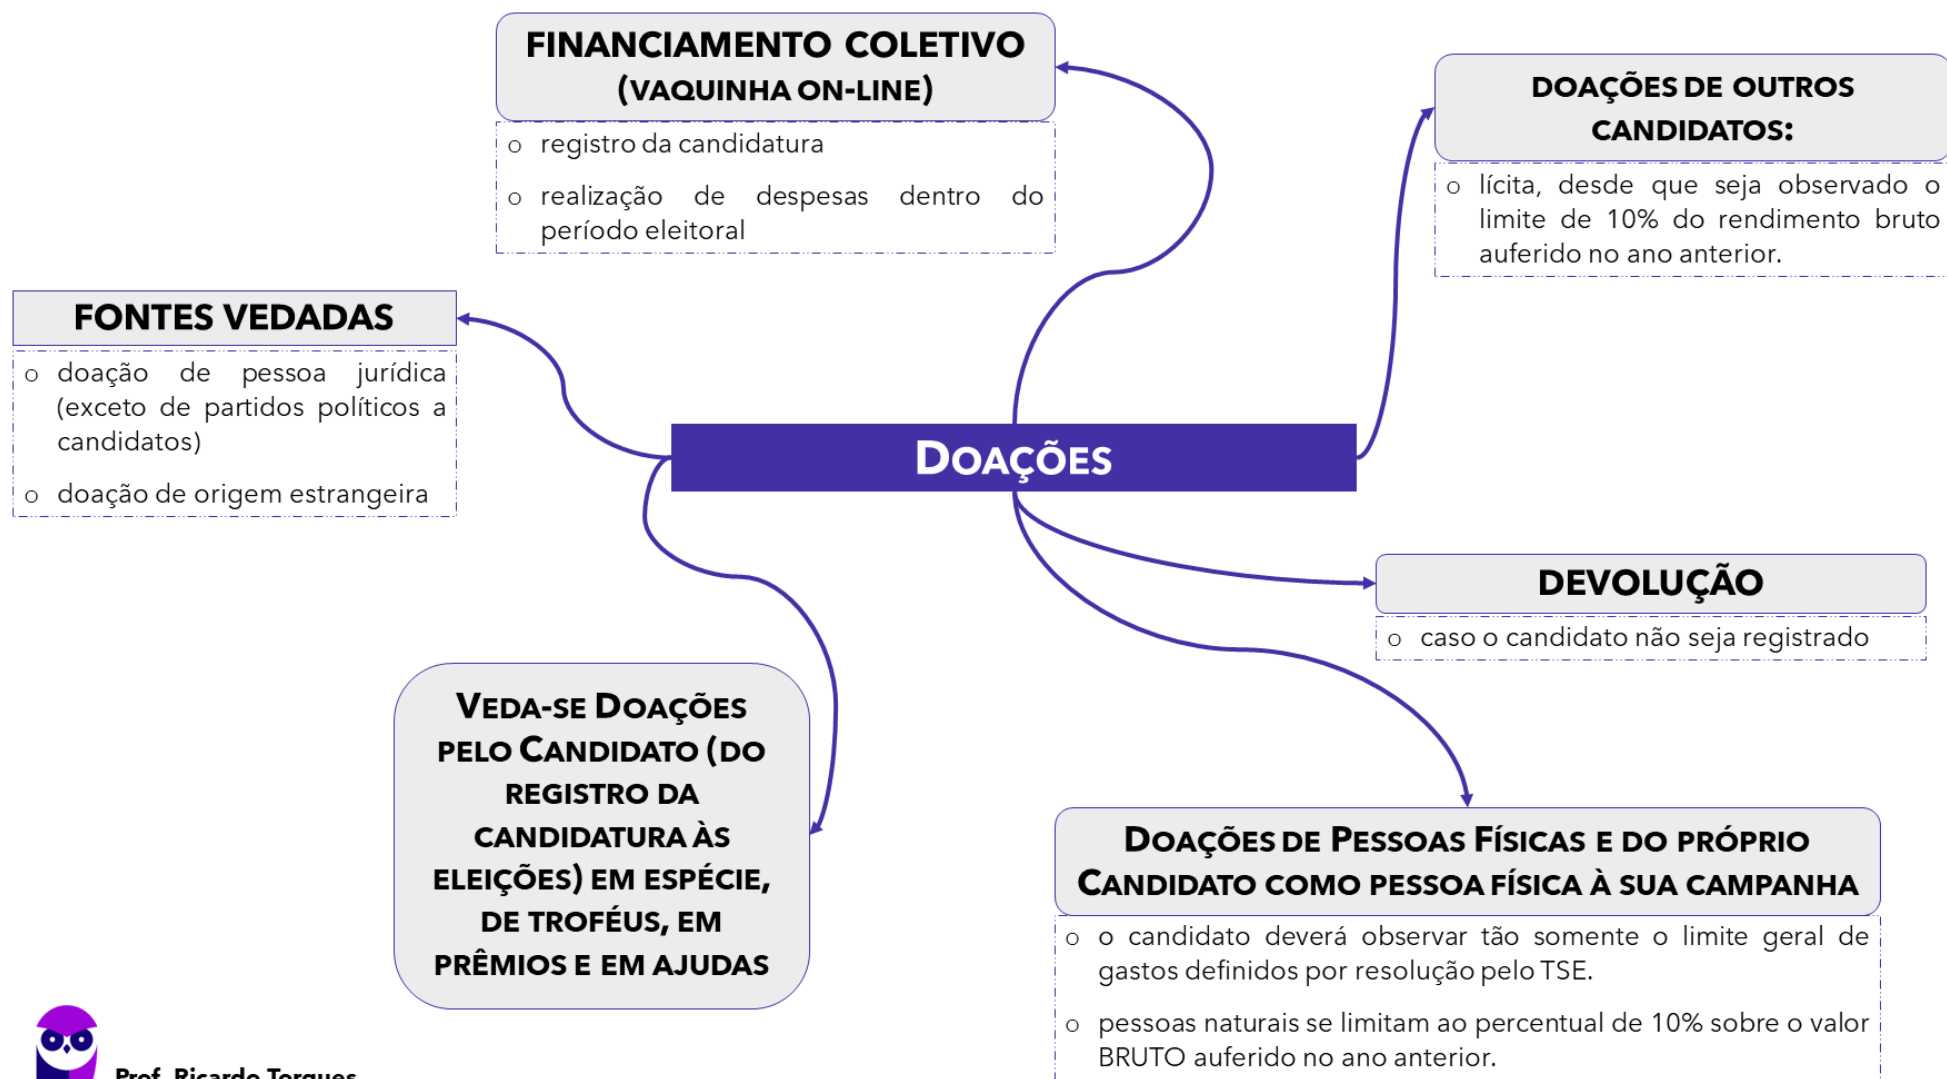 FINANCIAMENTO COLETIVO
(VAQUINHA ON-LINE)
o registro da candidatura
o realização de despesas dentro do
período eleitoral
DOAÇÕES DE OUTROS
CANDIDATOS:
o lícita, desde que seja observado o
limite de 10% do rendimento bruto
auferido no ano anterior.
FONTES VEDADAS
o doação de pessoa jurídica
(exceto de partidos políticos a
candidatos)
o doação de origem estrangeira
DOAÇÕES
DEVOLUÇÃO
o caso o candidato não seja registrado
VEDA-SE DOAÇÕES
PELO CANDIDATO (DO
REGISTRO DA
CANDIDATURA ÀS
ELEIÇÕES) EM ESPÉCIE,
DE TROFÉUS, EM
PRÊMIOS E EM AJUDAS
DOAÇÕES DE PESSOAS FÍSICAS E DO PRÓPRIO
CANDIDATO COMO PESSOA FÍSICA À SUA CAMPANHA
o o candidato deverá observar tão somente o limite geral de
gastos definidos por resolução pelo TSE.
o pessoas naturais se limitam ao percentual de 10% sobre o valor
BRUTO auferido no ano anterior.
Prof. Ricardo Torques